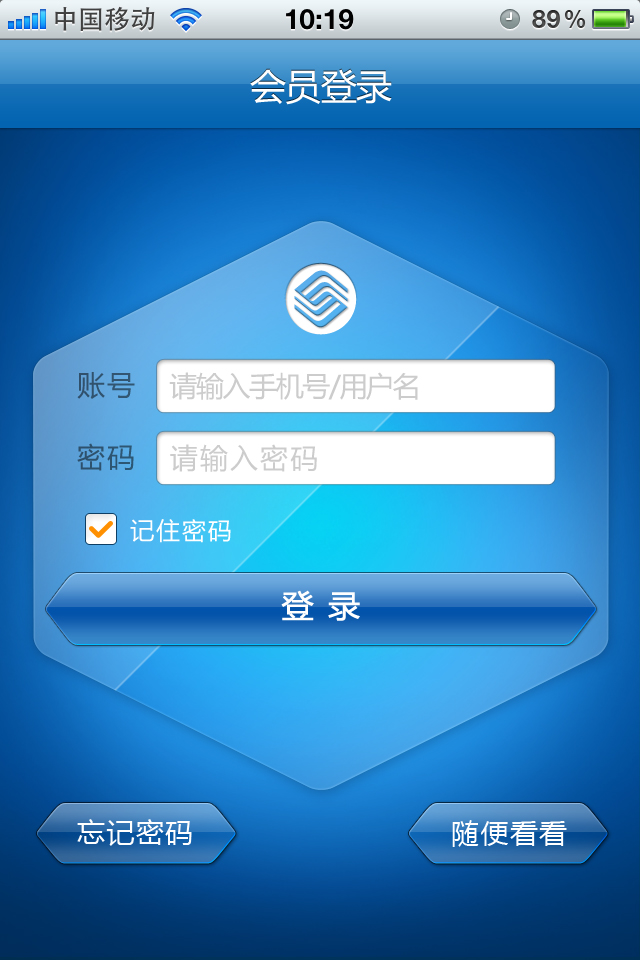 中国移动 10:19 89%
会员登录
账号 请输入手机号/用户名
密码 请输入密码
记住密码
登录
忘记密码 随便看看